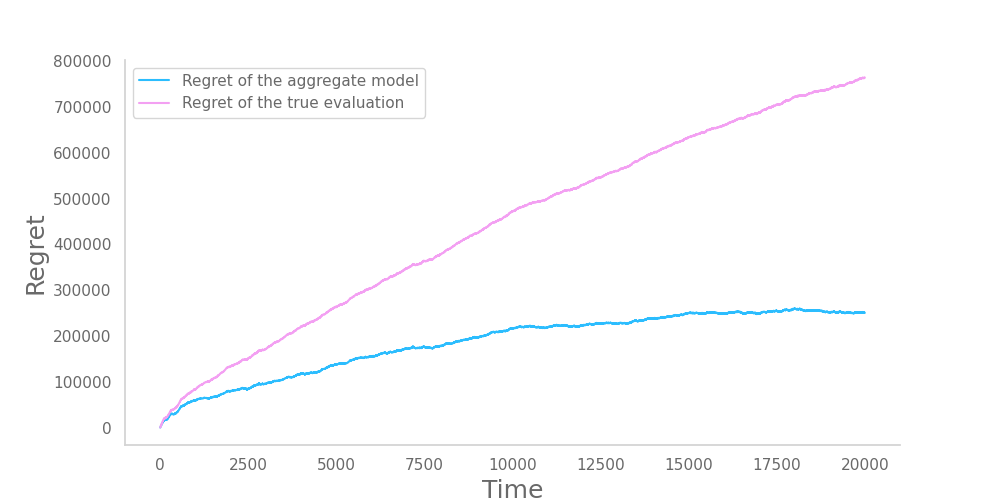 800000
700000
600000
500000
400000
300000
200000
100000
0
Regret
Regret of the aggregate model
Regret of the true evaluation
0 2500 5000 7500 10000 12500 15000 17500 20000
Time